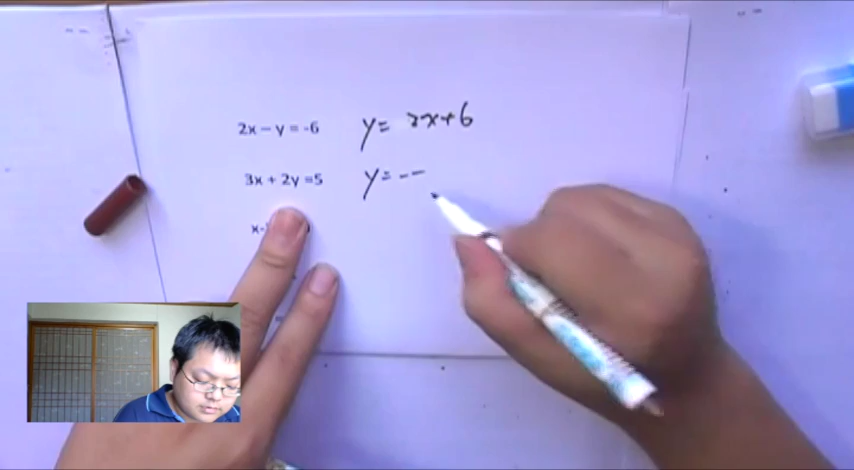 2x - y = -6 y = 2x+6
3x + 2y = 5 y = --
x -